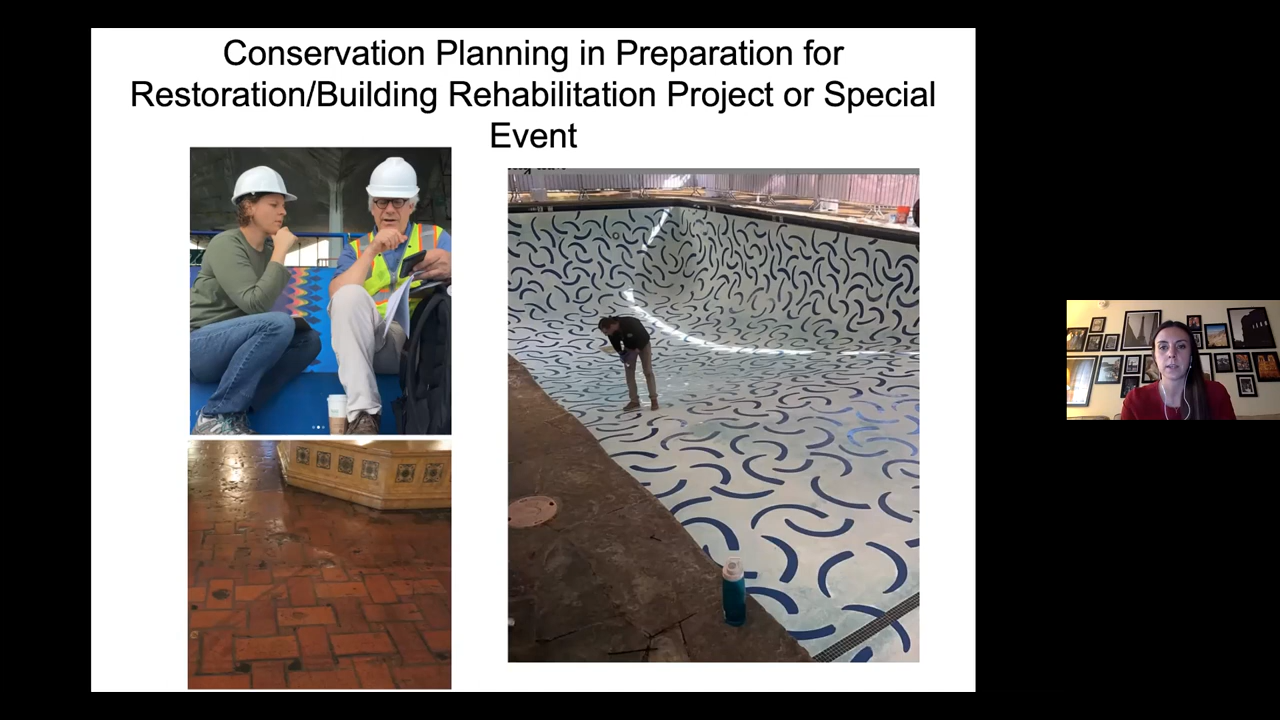 Conservation Planning in Preparation for
Restoration/Building Rehabilitation Project or Special
Event